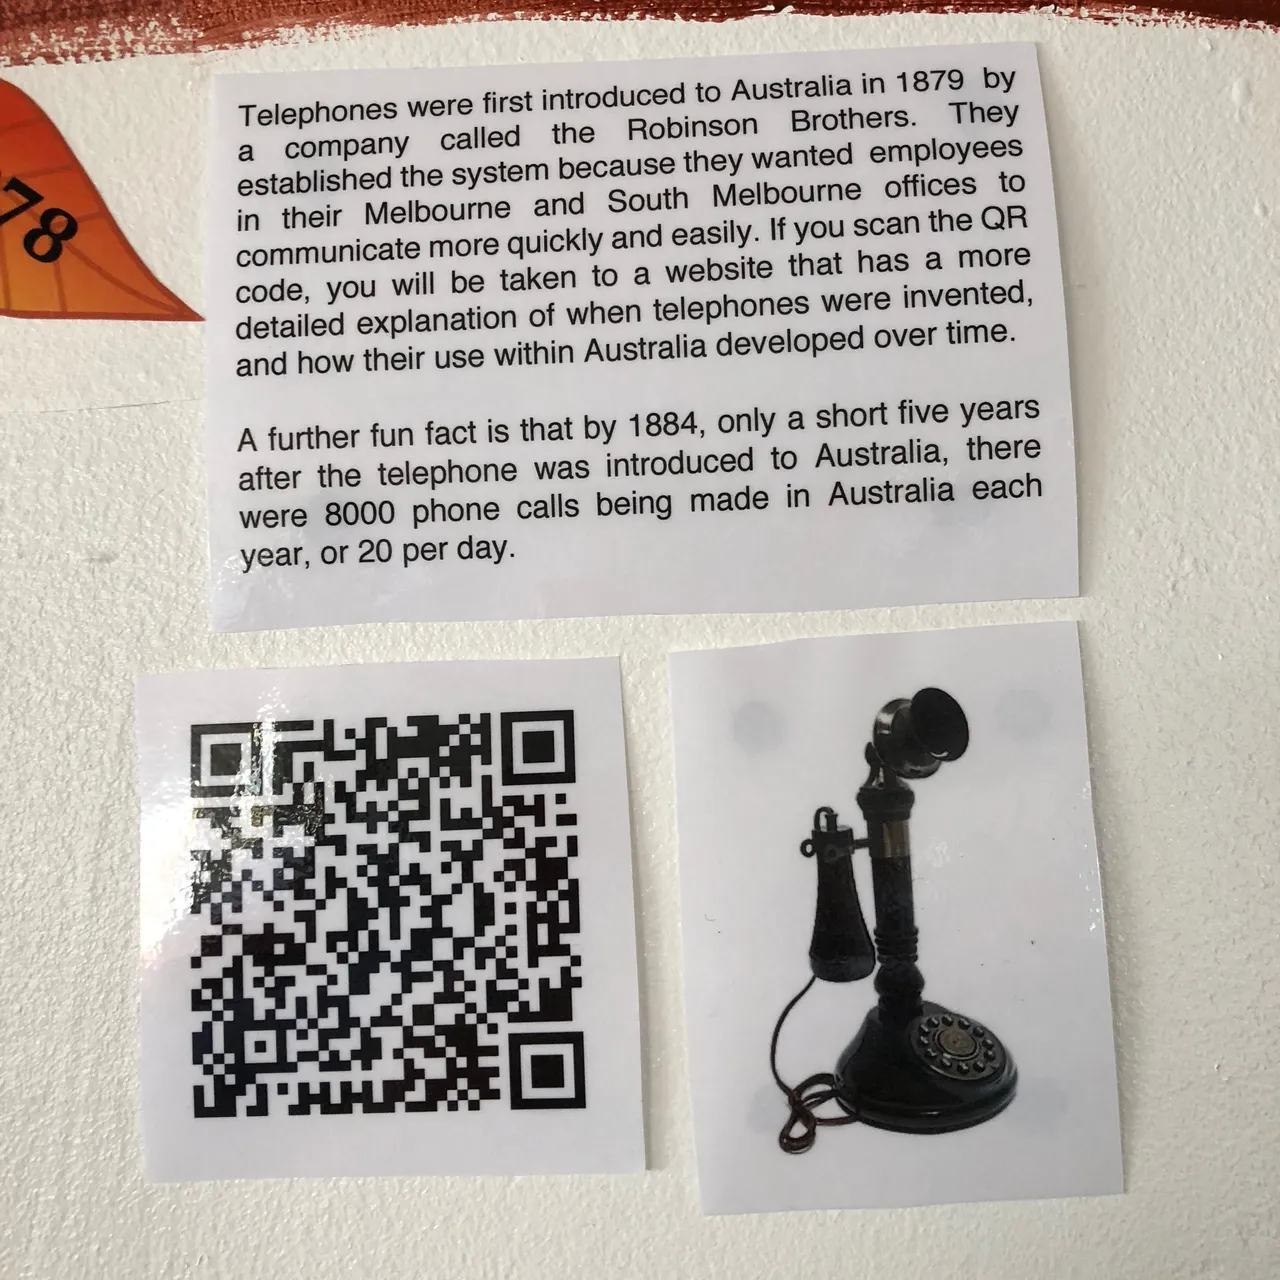 78
Telephones were first introduced to Australia in 1879 by
a company called the Robinson Brothers. They
established the system because they wanted employees
in their Melbourne and South Melbourne offices to
communicate more quickly and easily. If you scan the QR
code, you will be taken to a website that has a more
detailed explanation of when telephones were invented,
and how their use within Australia developed over time.
A further fun fact is that by 1884, only a short five years
after the telephone was introduced to Australia, there
were 8000 phone calls being made in Australia each
year, or 20 per day.